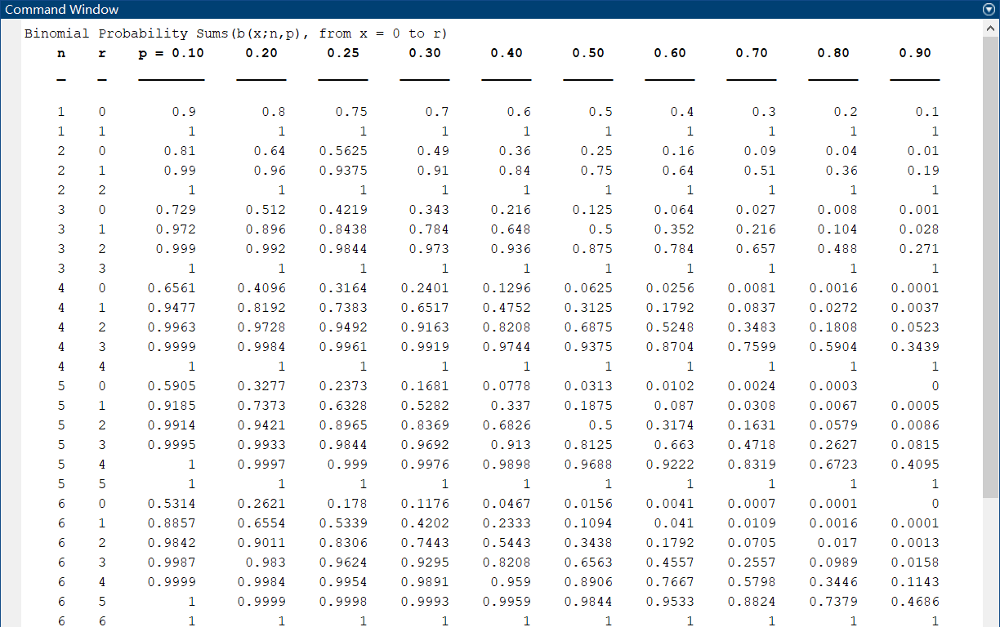 Command Window
Binomial Probability Sums(b(x;n,p), from x = 0 to r)
n r p = 0.10 0.20 0.25 0.30 0.40 0.50 0.60 0.70 0.80 0.90
1 0 0.9 0.8 0.75 0.7 0.6 0.5 0.4 0.3 0.2 0.1
1 1 1 1 1 1 1 1 1 1 1 1
2 0 0.81 0.64 0.5625 0.49 0.36 0.25 0.16 0.09 0.04 0.01
2 1 0.99 0.96 0.9375 0.91 0.84 0.75 0.64 0.51 0.36 0.19
2 2 1 1 1 1 1 1 1 1 1 1
3 0 0.729 0.512 0.4219 0.343 0.216 0.125 0.064 0.027 0.008 0.001
3 1 0.972 0.896 0.8438 0.784 0.648 0.5 0.352 0.216 0.104 0.028
3 2 0.999 0.992 0.9844 0.973 0.936 0.875 0.784 0.657 0.488 0.271
3 3 1 1 1 1 1 1 1 1 1 1
4 0 0.6561 0.4096 0.3164 0.2401 0.1296 0.0625 0.0256 0.0081 0.0016 0.0001
4 1 0.9477 0.8192 0.7383 0.6517 0.4752 0.3125 0.1792 0.0837 0.0272 0.0037
4 2 0.9963 0.9728 0.9492 0.9163 0.8208 0.6875 0.5248 0.3483 0.1808 0.0523
4 3 0.9999 0.9984 0.9961 0.9919 0.9744 0.9375 0.8704 0.7599 0.5904 0.3439
4 4 1 1 1 1 1 1 1 1 1 1
5 0 0.5905 0.3277 0.2373 0.1681 0.0778 0.0313 0.0102 0.0024 0.0003 0
5 1 0.9185 0.7373 0.6328 0.5282 0.337 0.1875 0.087 0.0308 0.0067 0.0005
5 2 0.9914 0.9421 0.8965 0.8369 0.6826 0.5 0.3174 0.1631 0.0579 0.0086
5 3 0.9995 0.9933 0.9844 0.9692 0.913 0.8125 0.663 0.4718 0.2627 0.0815
5 4 1 0.9997 0.999 0.9976 0.9898 0.9688 0.9222 0.8319 0.6723 0.4095
5 5 1 1 1 1 1 1 1 1 1 1
6 0 0.5314 0.2621 0.178 0.1176 0.0467 0.0156 0.0041 0.0007 0.0001 0
6 1 0.8857 0.6554 0.5339 0.4202 0.2333 0.1094 0.041 0.0109 0.0016 0.0001
6 2 0.9842 0.9011 0.8306 0.7443 0.5443 0.3438 0.1792 0.0705 0.017 0.0013
6 3 0.9987 0.983 0.9624 0.9295 0.8208 0.6563 0.4557 0.2557 0.0989 0.0158
6 4 0.9999 0.9984 0.9954 0.9891 0.959 0.8906 0.7667 0.5798 0.3446 0.1143
6 5 1 0.9999 0.9998 0.9993 0.9959 0.9844 0.9533 0.8824 0.7379 0.4686
6 6 1 1 1 1 1 1 1 1 1 1